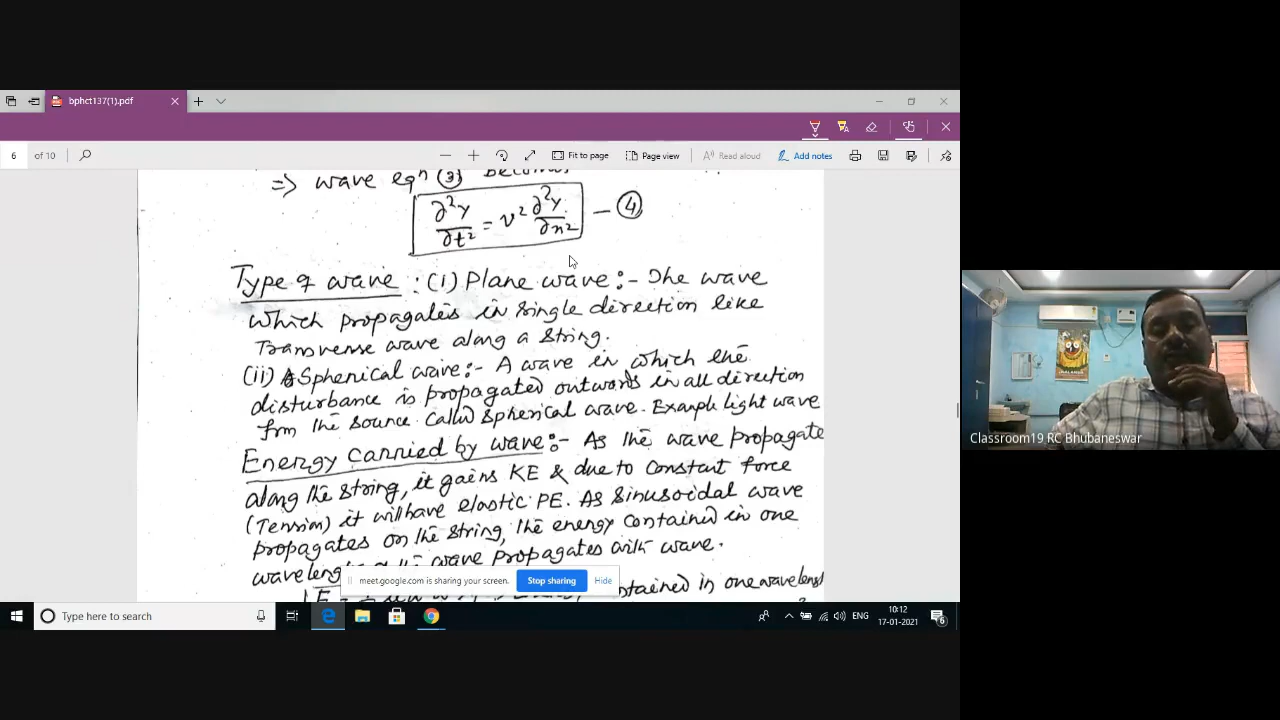 bphct137(1).pdf
6 of 10
Fit to page
Page view
Read aloud
Add notes
⇒ wave eqn (3) becomes
∂²y/∂t² = v² ∂²y/∂x² — (4)
Type of wave : (i) Plane wave :- The wave
which propagates in single direction like
Transverse wave along a string.
(ii) Spherical wave :- A wave in which the
disturbance is propagated outwards in all direction
from the source. Called Spherical wave. Example light wave
Energy carried by wave :- As the wave propagate
along the string, it gains KE & due to constant force
(Tension) it will have elastic PE. As sinusoidal wave
propagates on the string, the energy contained in one
wavelength of the wave propagates with wave.
contained in one wavelength
meet.google.com is sharing your screen.
Stop sharing
Hide
Classroom19 RC Bhubaneswar
Type here to search
ENG
10:12
17-01-2021
6